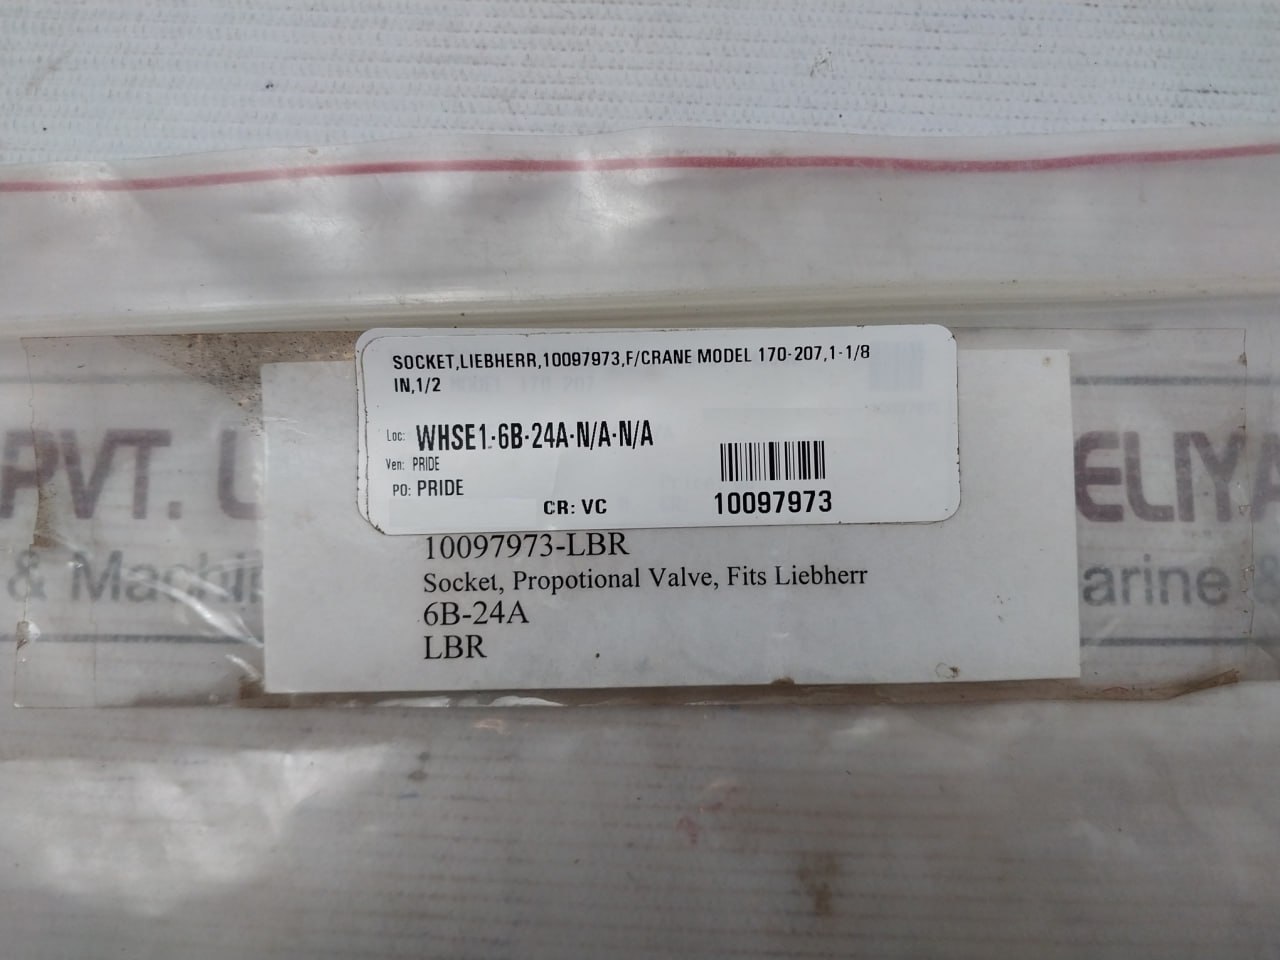 SOCKET,LIEBHERR,10097973,F/CRANE MODEL 170-207,1-1/8
IN,1/2
Loc: WHSE1-6B-24A-N/A-N/A
Ven: PRIDE
PO: PRIDE
CR: VC
10097973
10097973-LBR
Socket, Propotional Valve, Fits Liebherr
6B-24A
LBR
PVT.
ELIYA
&
arine &